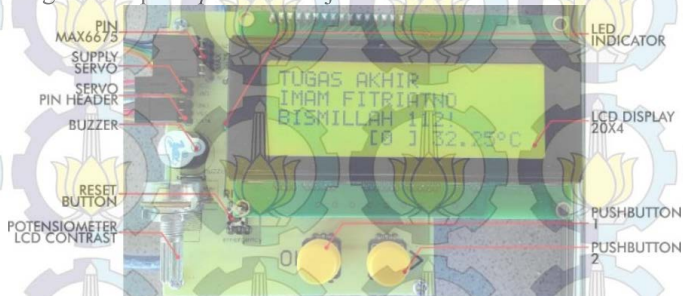 PIN
MAX6675
SUPPLY
SERVO
SERVO
PIN HEADER
BUZZER
RESET
BUTTON
POTENSIOMETER
LCD CONTRAST
TUGAS AKHIR
IMAM FITRIATNO
BISMILLAH 112!
[0 ] 32.25°C
LED
INDICATOR
LCD DISPLAY
20X4
PUSHBUTTON
1
PUSHBUTTON
2